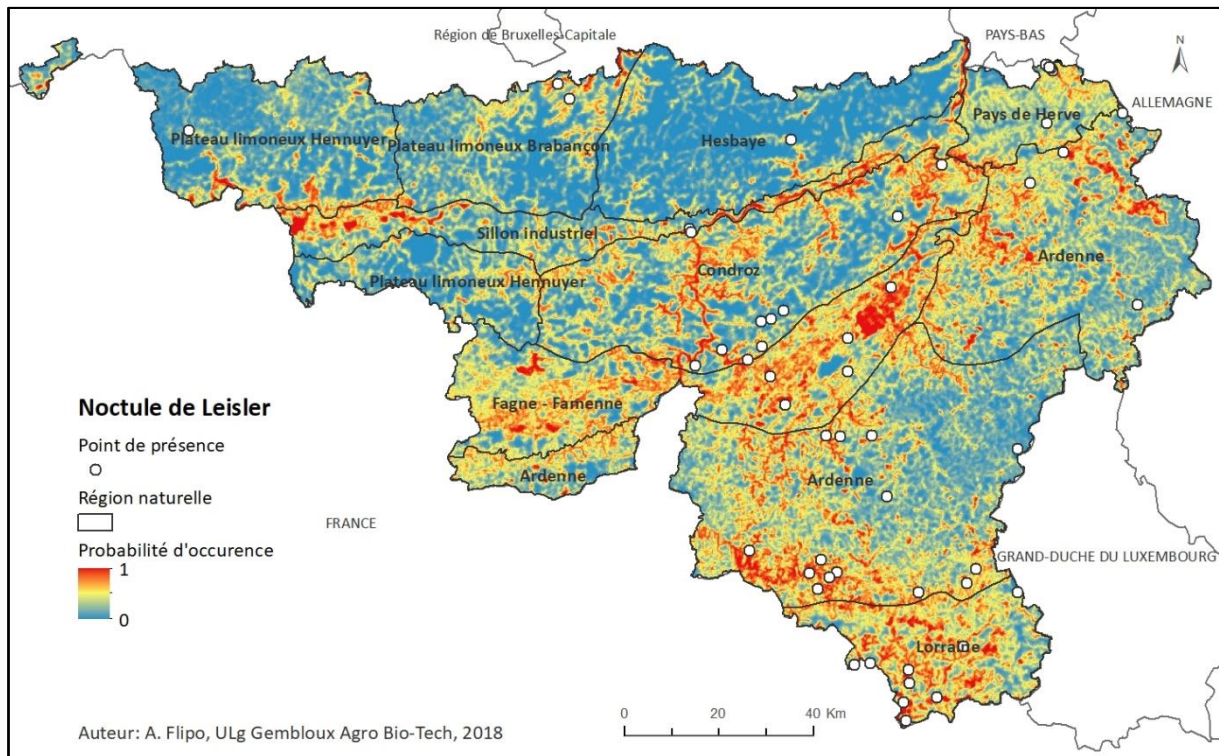 Région de Bruxelles-Capitale
PAYS-BAS
N
ALLEMAGNE
Pays de Herve
Plateau limoneux Hennuyer
Plateau limoneux Brabançon
Hesbaye
Sillon industriel
Ardenne
Condroz
Plateau limoneux Hennuyer
Noctule de Leisler
Point de présence
Région naturelle
FRANCE
Probabilité d'occurence
1
0
Fagne - Famenne
Ardenne
Ardenne
GRAND-DUCHE DU LUXEMBOURG
Lorraine
0 20 40 Km
Auteur: A. Flipo, ULg Gembloux Agro Bio-Tech, 2018